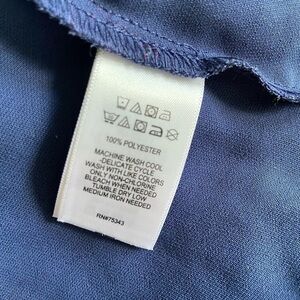 100% POLYESTER
MACHINE WASH COOL
-DELICATE CYCLE
WASH WITH LIKE COLORS
ONLY NON-CHLORINE
BLEACH WHEN NEEDED
TUMBLE DRY LOW
MEDIUM IRON NEEDED
RN#75343